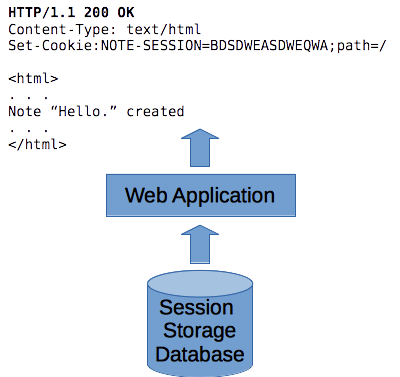 HTTP/1.1 200 OK
Content-Type: text/html
Set-Cookie:NOTE-SESSION=BDSDWEASDWEQWA;path=/
<html>
. . .
Note “Hello.” created
. . .
</html>
Web Application
Session
Storage
Database